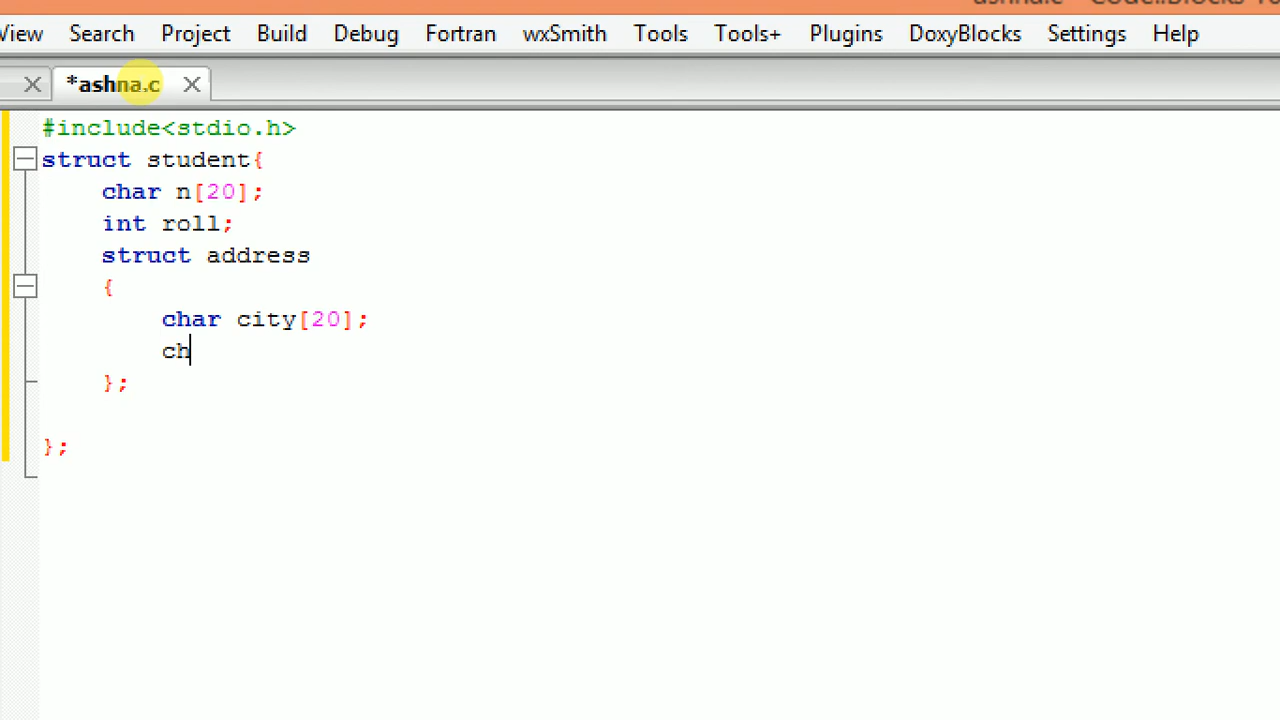 View Search Project Build Debug Fortran wxSmith Tools Tools+ Plugins DoxyBlocks Settings Help
*ashna.c
#include<stdio.h>
struct student{
char n[20];
int roll;
struct address
{
char city[20];
ch
};
};